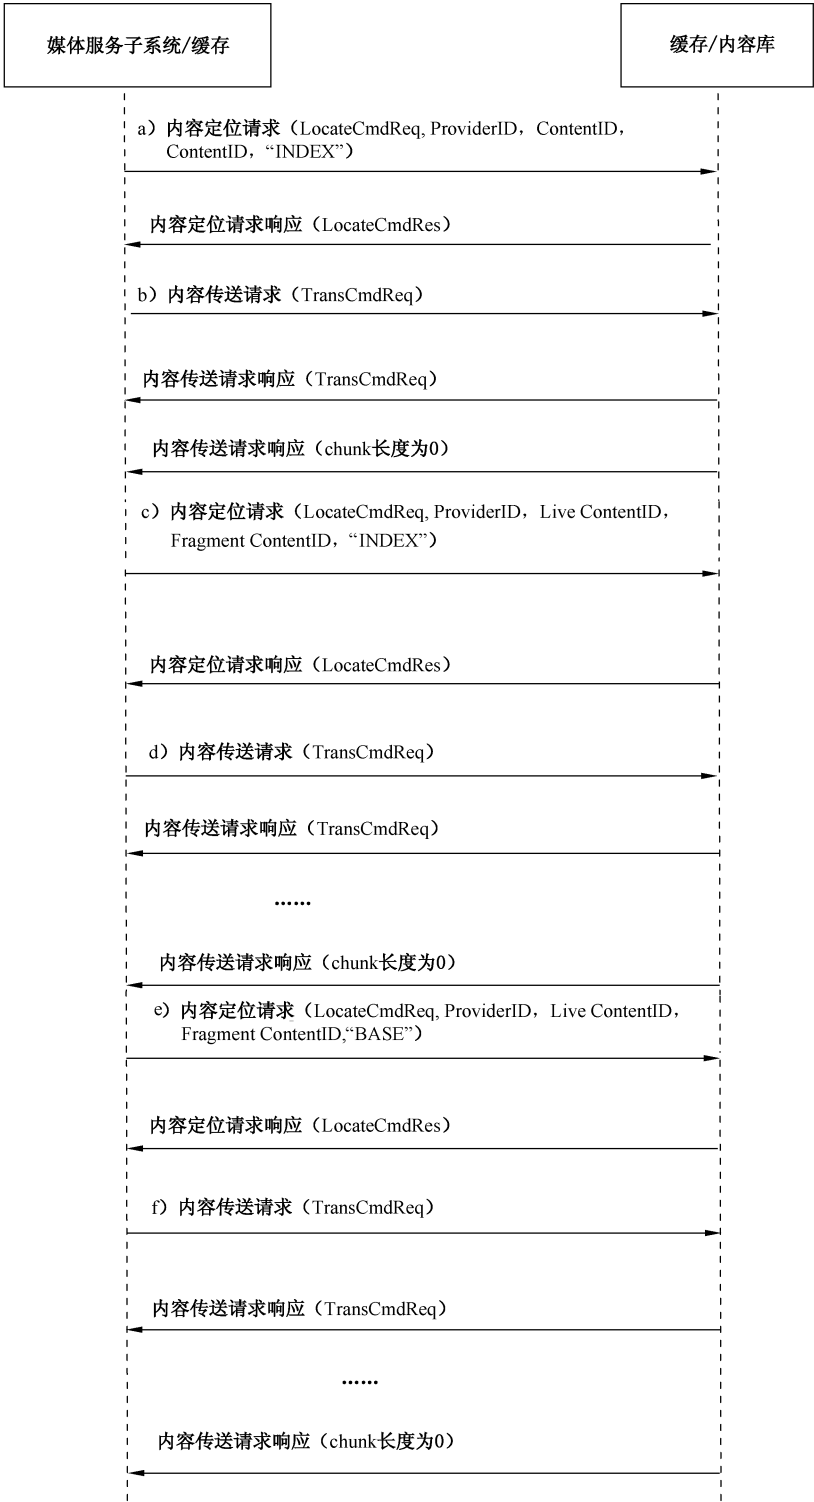 媒体服务子系统/缓存
缓存/内容库
a）内容定位请求（LocateCmdReq, ProviderID，ContentID，
ContentID，“INDEX”）
内容定位请求响应（LocateCmdRes）
b）内容传送请求（TransCmdReq）
内容传送请求响应（TransCmdReq）
内容传送请求响应（chunk长度为0）
c）内容定位请求（LocateCmdReq, ProviderID，Live ContentID，
Fragment ContentID，“INDEX”）
内容定位请求响应（LocateCmdRes）
d）内容传送请求（TransCmdReq）
内容传送请求响应（TransCmdReq）
……
内容传送请求响应（chunk长度为0）
e）内容定位请求（LocateCmdReq, ProviderID，Live ContentID，
Fragment ContentID,“BASE”）
内容定位请求响应（LocateCmdRes）
f）内容传送请求（TransCmdReq）
内容传送请求响应（TransCmdReq）
……
内容传送请求响应（chunk长度为0）